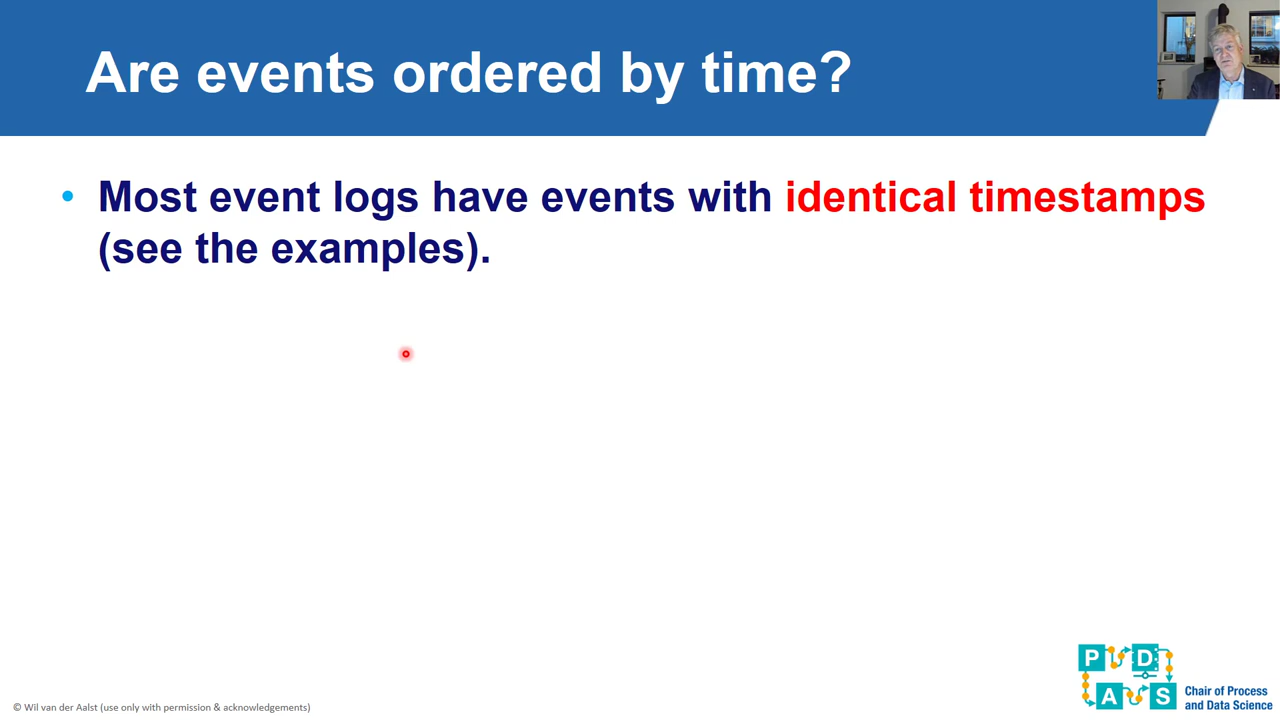 Are events ordered by time?
• Most event logs have events with identical timestamps
(see the examples).
P D
A S
Chair of Process
and Data Science
© Wil van der Aalst (use only with permission & acknowledgements)